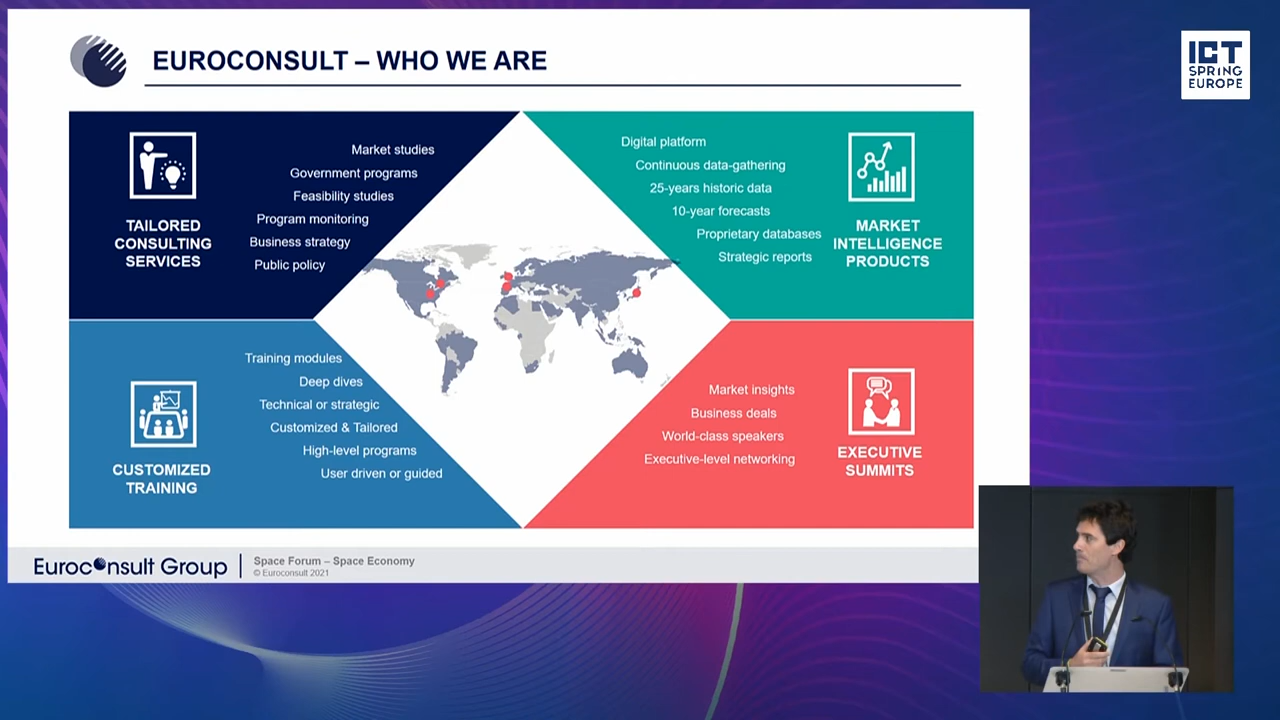 EUROCONSULT – WHO WE ARE
ICT
SPRING
EUROPE
TAILORED
CONSULTING
SERVICES
Market studies
Government programs
Feasibility studies
Program monitoring
Business strategy
Public policy
Digital platform
Continuous data-gathering
25-years historic data
10-year forecasts
Proprietary databases
Strategic reports
MARKET
INTELLIGENCE
PRODUCTS
CUSTOMIZED
TRAINING
Training modules
Deep dives
Technical or strategic
Customized & Tailored
High-level programs
User driven or guided
Market insights
Business deals
World-class speakers
Executive-level networking
EXECUTIVE
SUMMITS
Euroconsult Group
Space Forum – Space Economy
© Euroconsult 2021